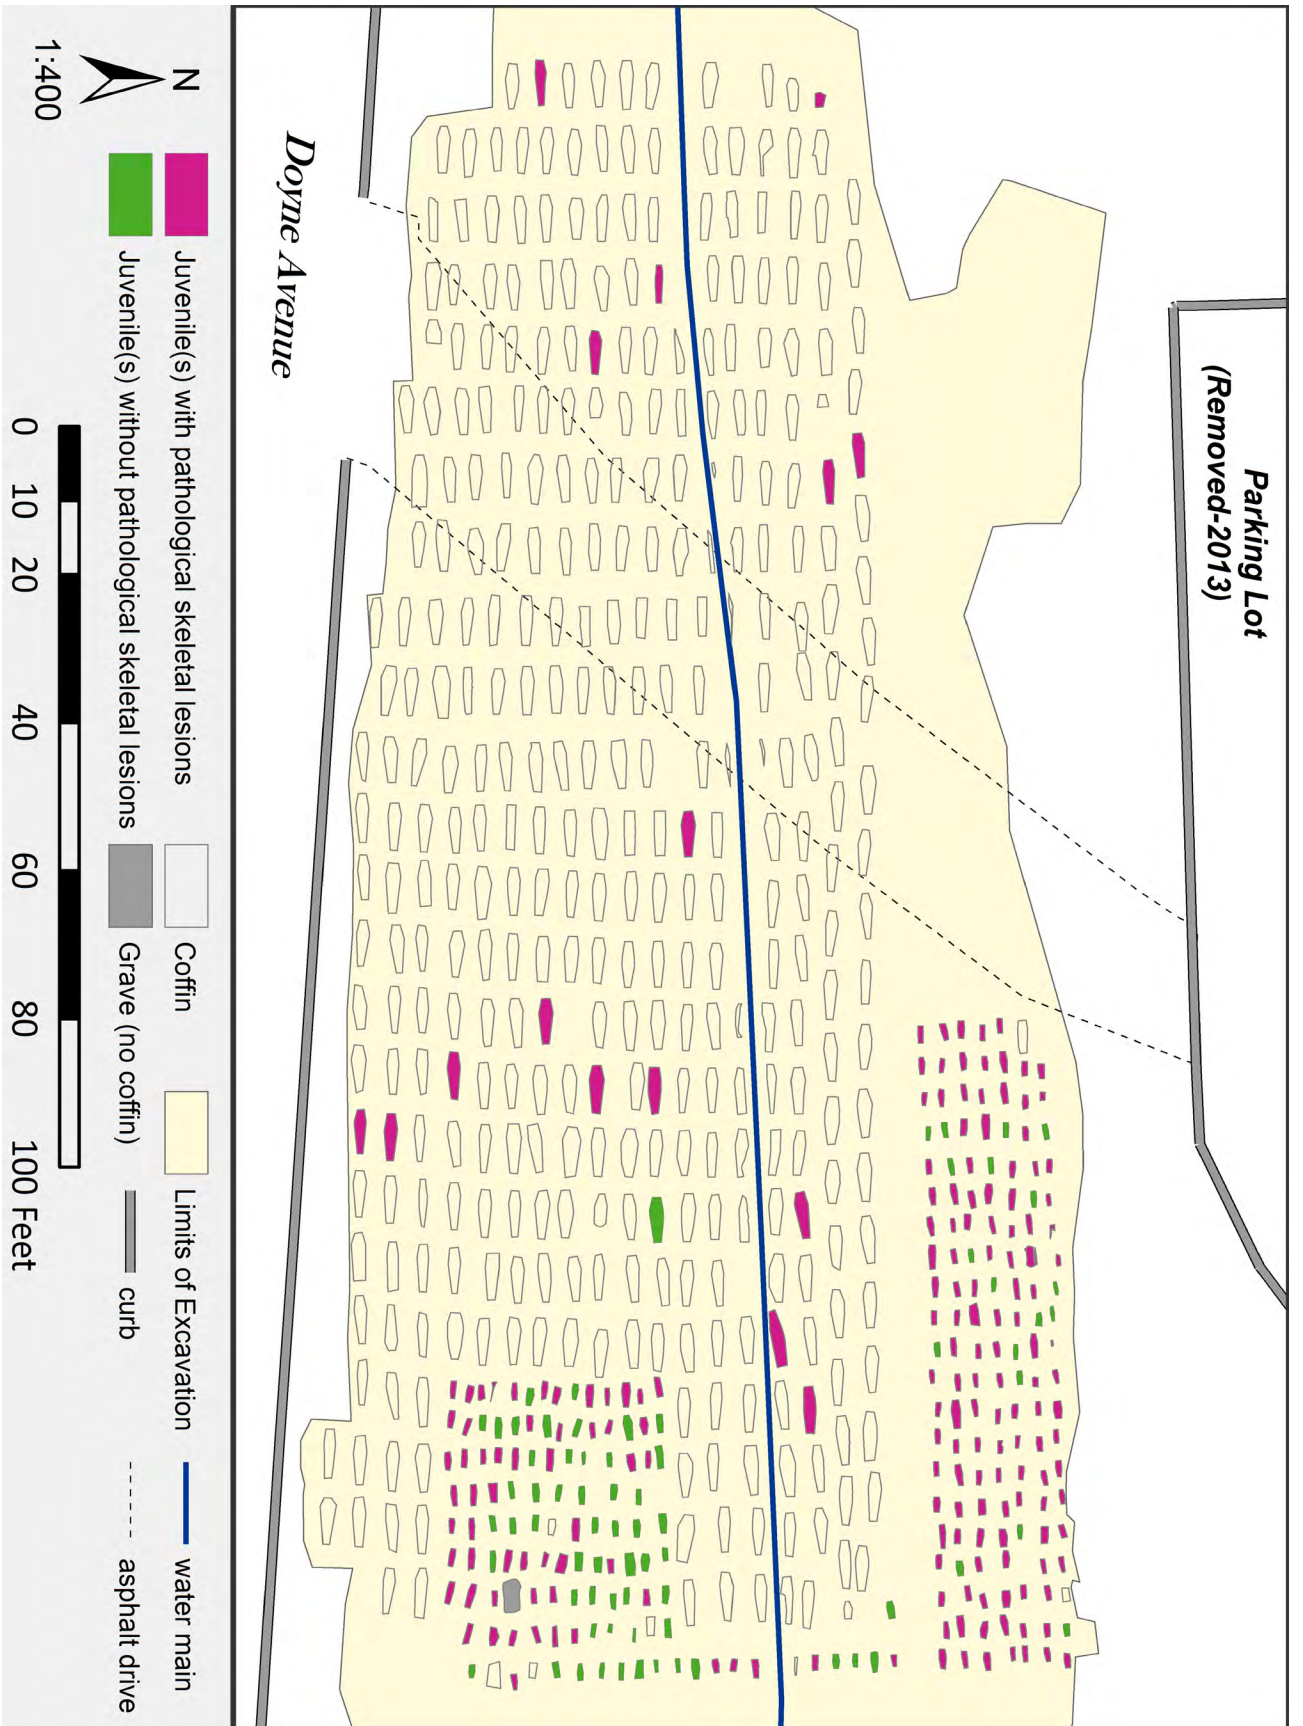 Parking Lot
(Removed-2013)
Doyne Avenue
N
1:400
Juvenile(s) with pathological skeletal lesions
Juvenile(s) without pathological skeletal lesions
Coffin
Grave (no coffin)
Limits of Excavation
curb
water main
asphalt drive
0 10 20 40 60 80 100 Feet